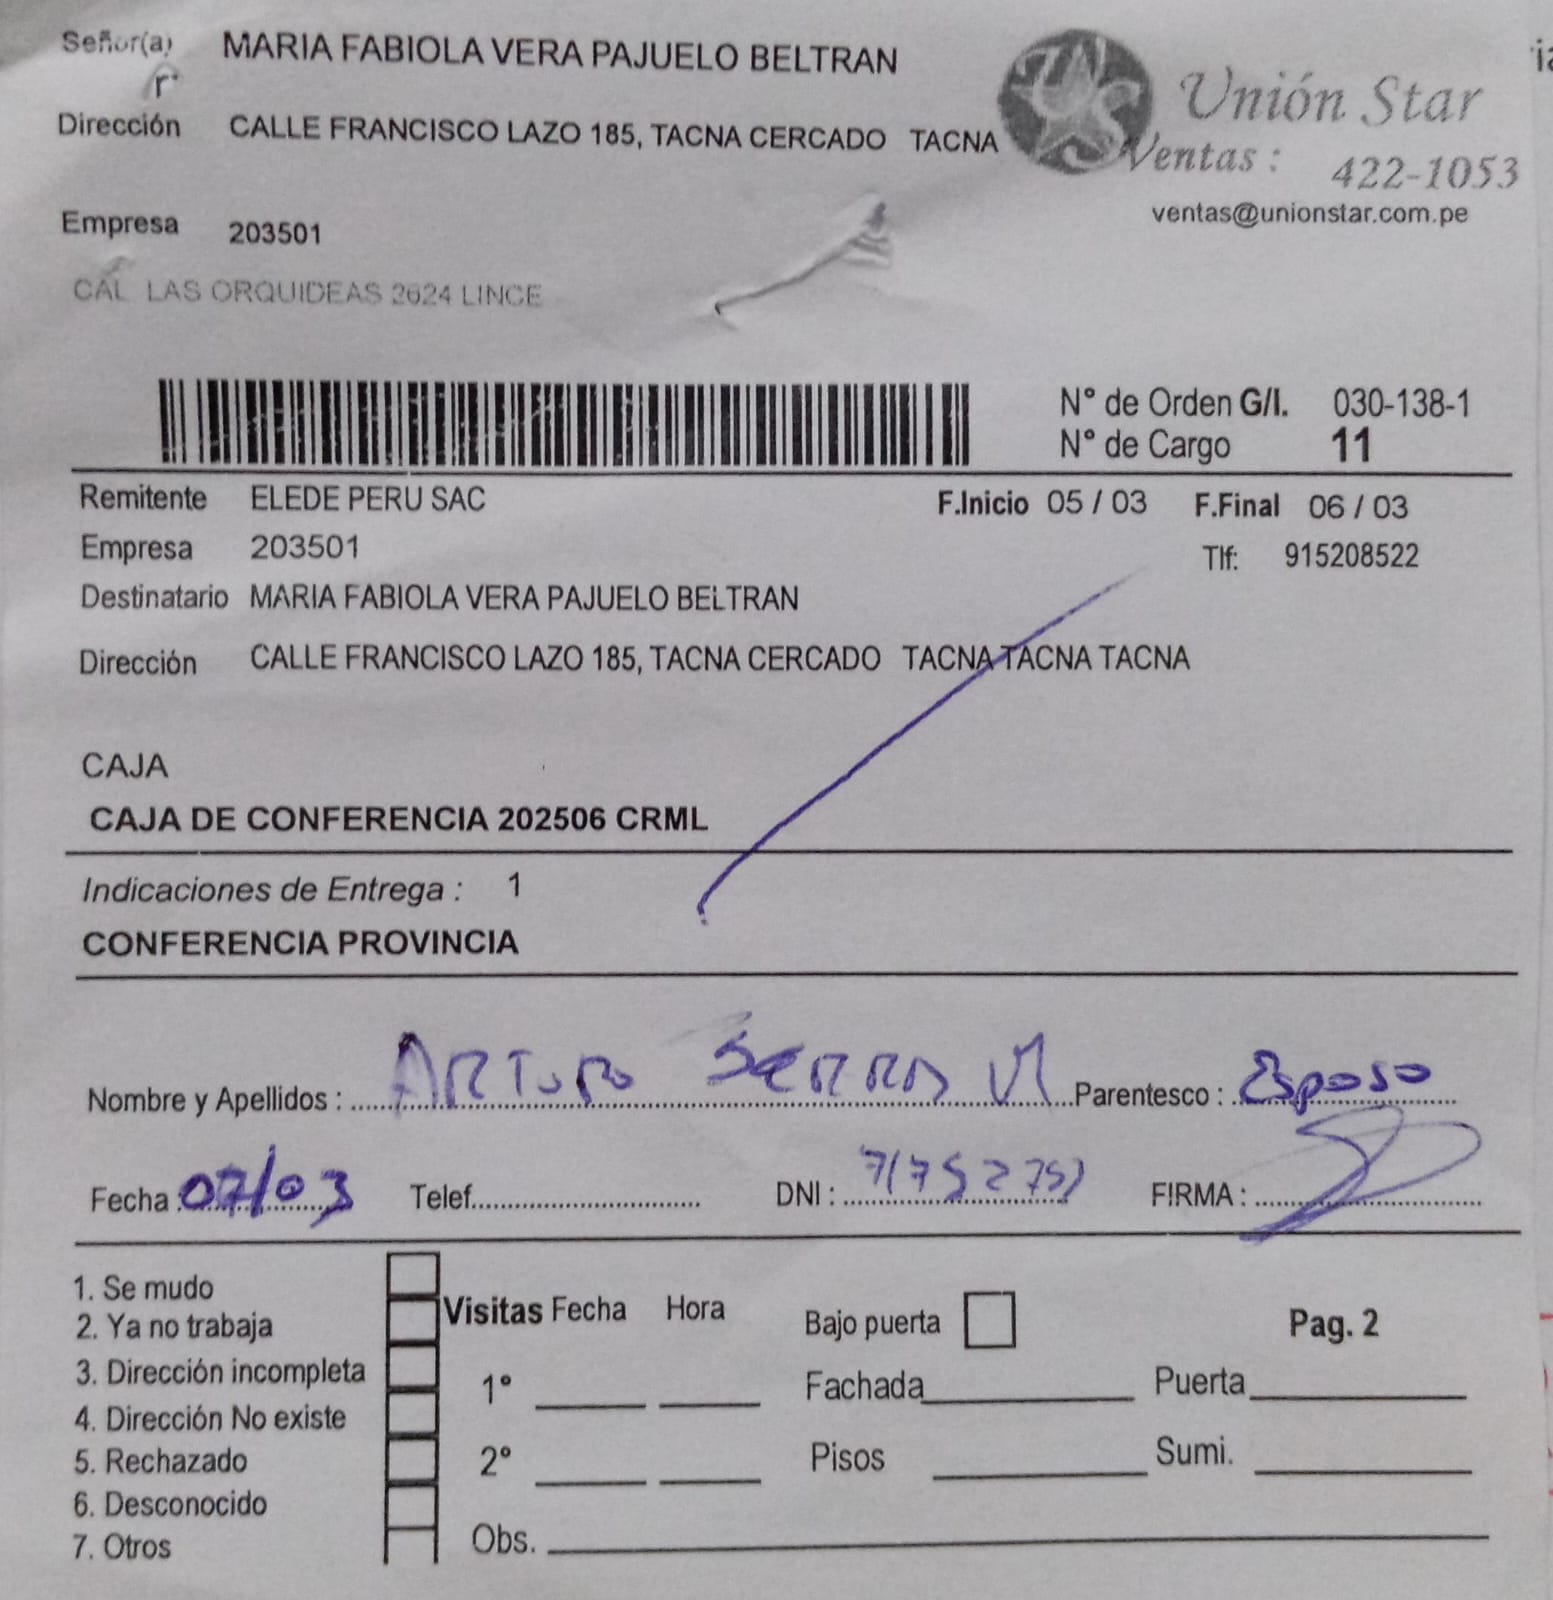 Señor(a) MARIA FABIOLA VERA PAJUELO BELTRAN
r
Dirección CALLE FRANCISCO LAZO 185, TACNA CERCADO TACNA
Unión Star
Ventas : 422-1053
ventas@unionstar.com.pe
Empresa 203501
CAL LAS ORQUIDEAS 2624 LINCE
N° de Orden G/I. 030-138-1
N° de Cargo 11
Remitente ELEDE PERU SAC F.Inicio 05 / 03 F.Final 06 / 03
Empresa 203501 Tlf: 915208522
Destinatario MARIA FABIOLA VERA PAJUELO BELTRAN
Dirección CALLE FRANCISCO LAZO 185, TACNA CERCADO TACNA TACNA TACNA
CAJA
CAJA DE CONFERENCIA 202506 CRML
Indicaciones de Entrega : 1
CONFERENCIA PROVINCIA
Nombre y Apellidos : ARTURO SERRA Parentesco : Esposo
Fecha 07/03 Telef. DNI : FIRMA :
1. Se mudo
2. Ya no trabaja
3. Dirección incompleta
4. Dirección No existe
5. Rechazado
6. Desconocido
7. Otros
Visitas Fecha Hora
1°
2°
Obs.
Bajo puerta Pag. 2
Fachada Puerta
Pisos Sumi.